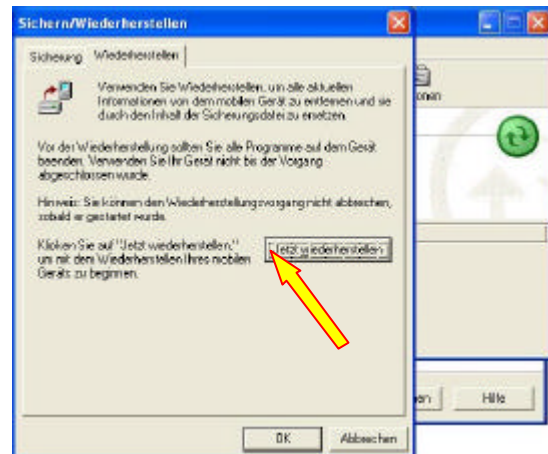 Sichern/Wiederherstellen
Sicherung
Wiederherstellen
Verwenden Sie Wiederherstellen, um alle aktuellen
Informationen von dem mobilen Gerät zu entfernen und sie
durch den Inhalt der Sicherungsdatei zu ersetzen.
Vor der Wiederherstellung sollten Sie alle Programme auf dem Gerät
beenden. Verwenden Sie Ihr Gerät nicht bis der Vorgang
abgeschlossen wurde.
Hinweis: Sie können den Wiederherstellungsvorgang nicht abbrechen,
sobald er gestartet wurde.
Klicken Sie auf "Jetzt wiederherstellen,"
um mit dem Wiederherstellen Ihres mobilen
Geräts zu beginnen.
Jetzt wiederherstellen
onen
en
Hilfe
OK
Abbrechen